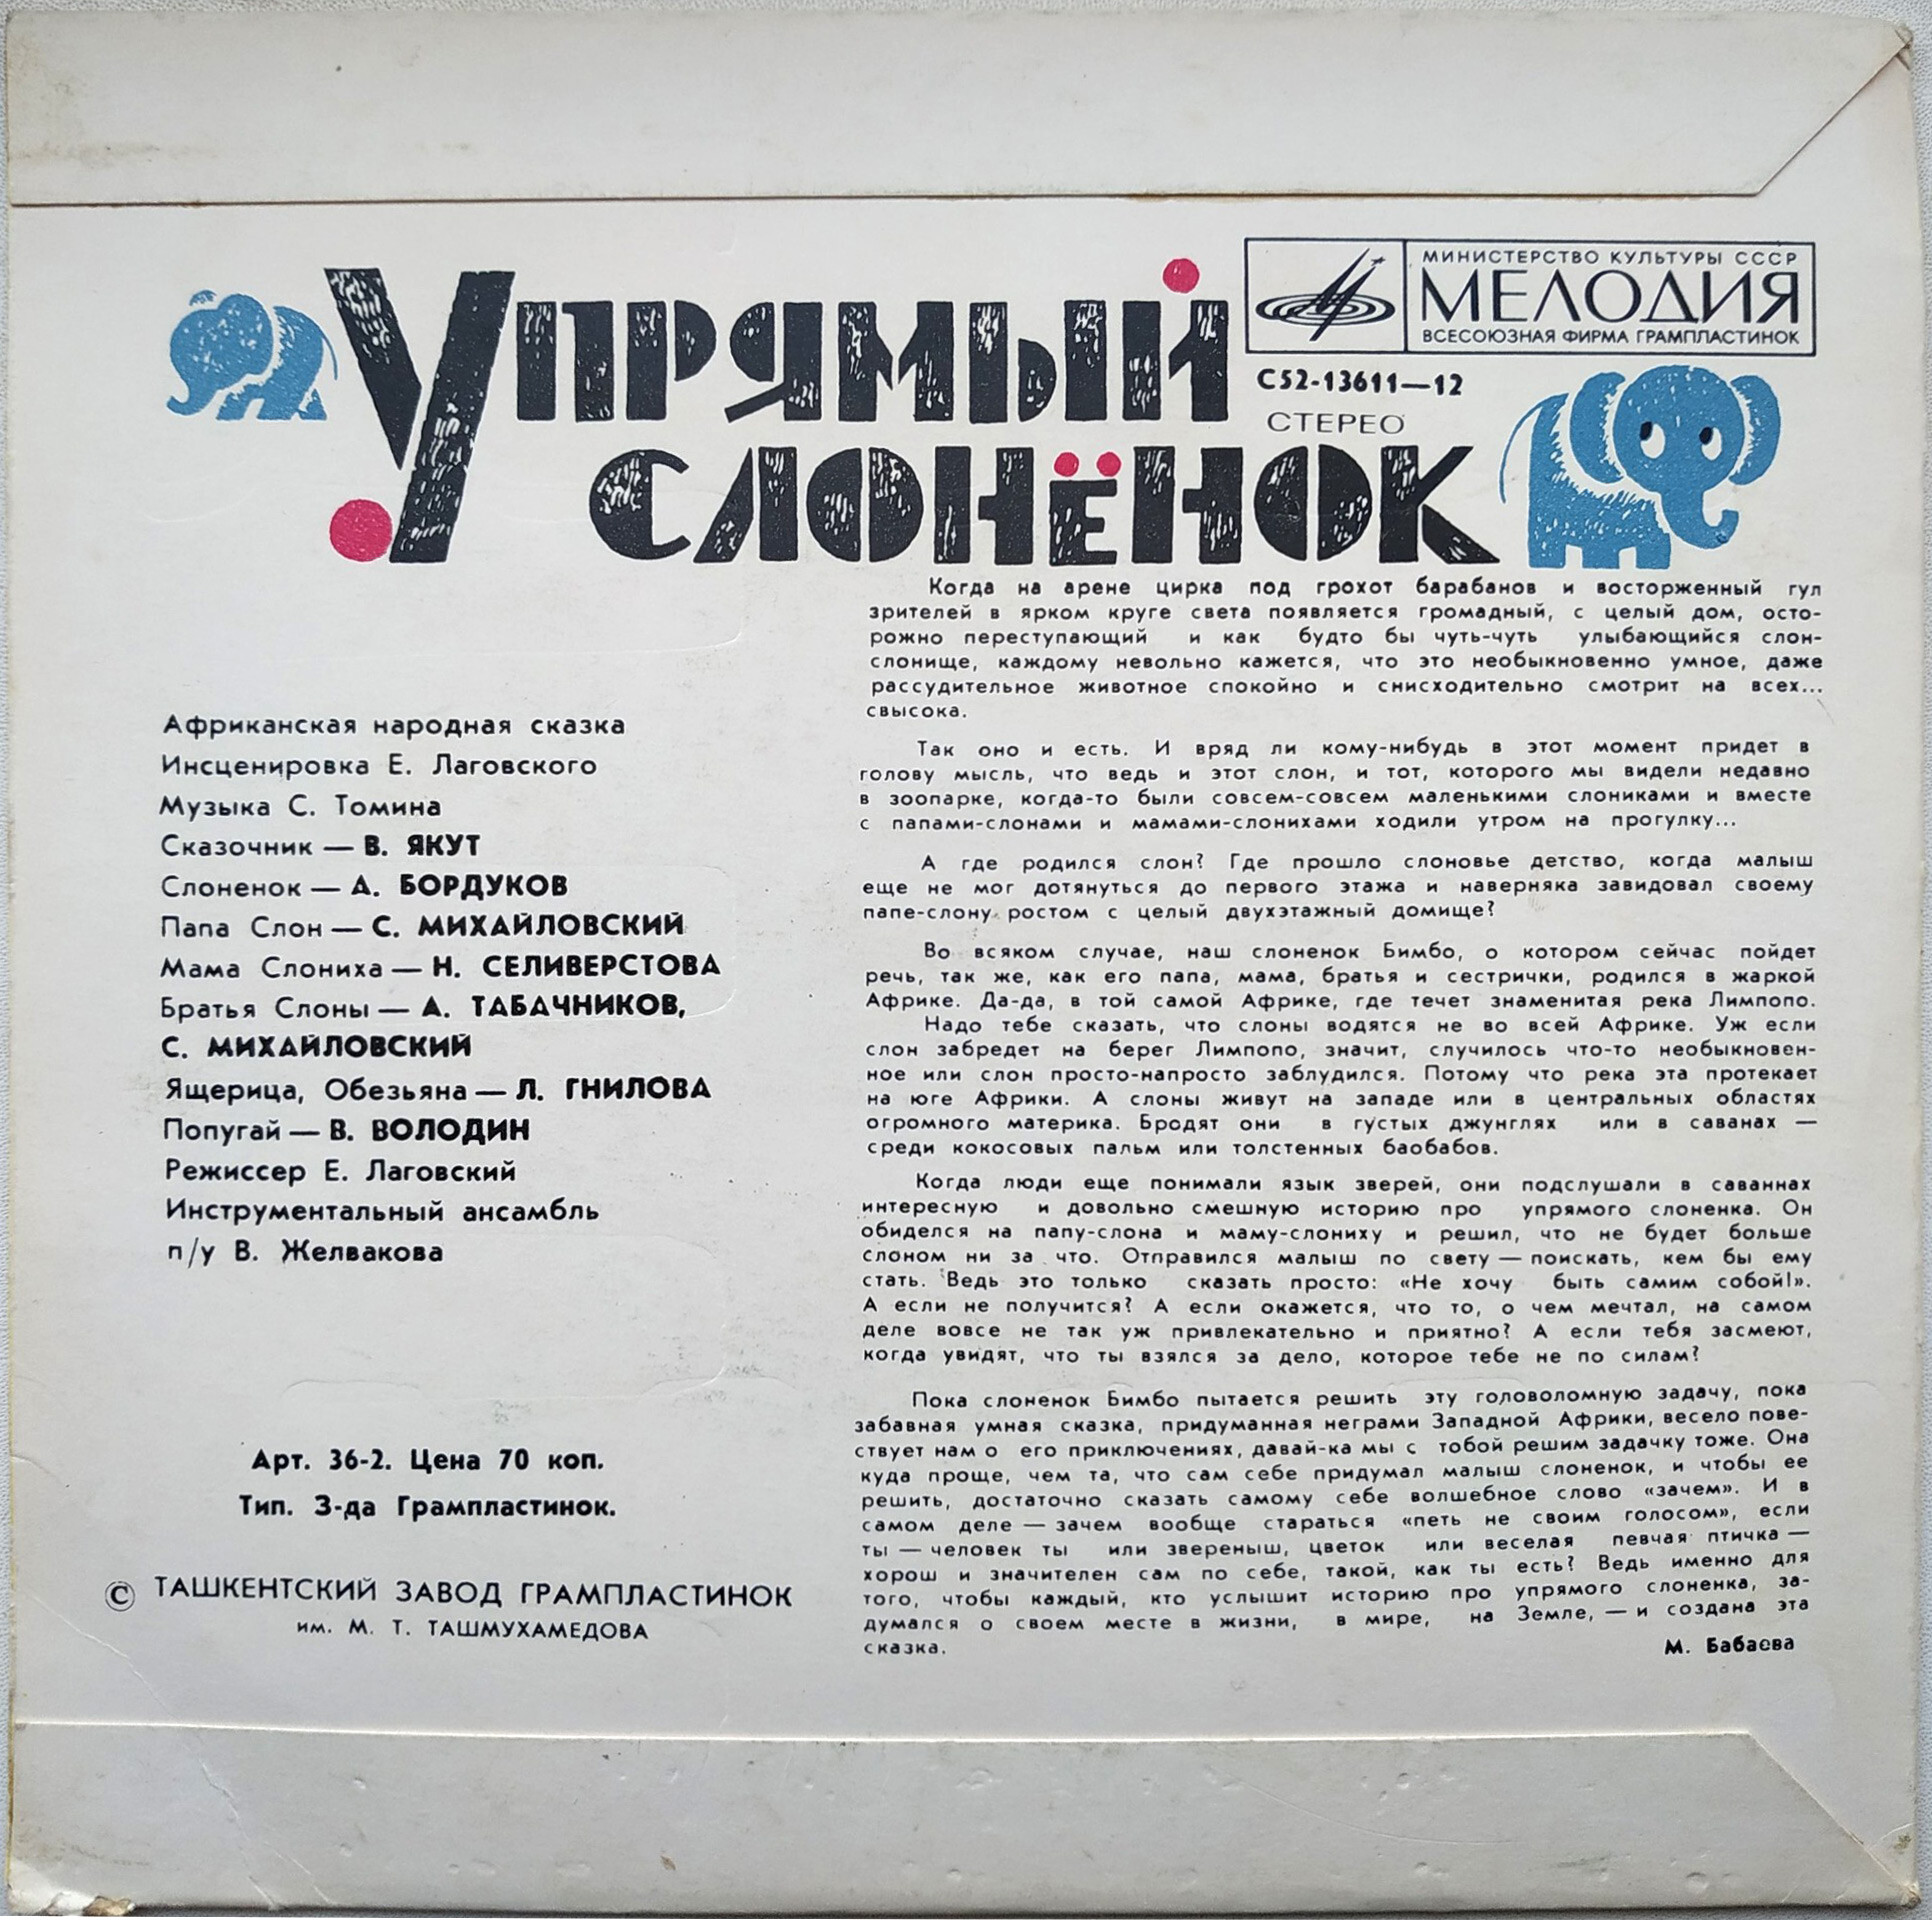 УПРЯМЫЙ
СЛОНЁНОК
МИНИСТЕРСТВО КУЛЬТУРЫ СССР
МЕЛОДИЯ
ВСЕСОЮЗНАЯ ФИРМА ГРАМПЛАСТИНОК
С52-13611—12
СТЕРЕО
Африканская народная сказка
Инсценировка Е. Лаговского
Музыка С. Томина
Сказочник — В. ЯКУТ
Слоненок — А. БОРДУКОВ
Папа Слон — С. МИХАЙЛОВСКИЙ
Мама Слониха — Н. СЕЛИВЕРСТОВА
Братья Слоны — А. ТАБАЧНИКОВ,
С. МИХАЙЛОВСКИЙ
Ящерица, Обезьяна — Л. ГНИЛОВА
Попугай — В. ВОЛОДИН
Режиссер Е. Лаговский
Инструментальный ансамбль
п/у В. Желвакова
Арт. 36-2. Цена 70 коп.
Тип. З-да Грампластинок.
© ТАШКЕНТСКИЙ ЗАВОД ГРАМПЛАСТИНОК
им. М. Т. ТАШМУХАМЕДОВА
Когда на арене цирка под грохот барабанов и восторженный гул
зрителей в ярком круге света появляется громадный, с целый дом, осто-
рожно переступающий и как будто бы чуть-чуть улыбающийся слон-
слонище, каждому невольно кажется, что это необыкновенно умное, даже
рассудительное животное спокойно и снисходительно смотрит на всех...
свысока.
Так оно и есть. И вряд ли кому-нибудь в этот момент придет в
голову мысль, что ведь и этот слон, и тот, которого мы видели недавно
в зоопарке, когда-то были совсем-совсем маленькими слониками и вместе
с папами-слонами и мамами-слонихами ходили утром на прогулку...
А где родился слон? Где прошло слоновье детство, когда малыш
еще не мог дотянуться до первого этажа и наверняка завидовал своему
папе-слону ростом с целый двухэтажный домище?
Во всяком случае, наш слоненок Бимбо, о котором сейчас пойдет
речь, так же, как его папа, мама, братья и сестрички, родился в жаркой
Африке. Да-да, в той самой Африке, где течет знаменитая река Лимпопо.
Надо тебе сказать, что слоны водятся не во всей Африке. Уж если
слон забредет на берег Лимпопо, значит, случилось что-то необыкновен-
ное или слон просто-напросто заблудился. Потому что река эта протекает
на юге Африки. А слоны живут на западе или в центральных областях
огромного материка. Бродят они в густых джунглях или в саванах —
среди кокосовых пальм или толстенных баобабов.
Когда люди еще понимали язык зверей, они подслушали в саваннах
интересную и довольно смешную историю про упрямого слоненка. Он
обиделся на папу-слона и маму-слониху и решил, что не будет больше
слоном ни за что. Отправился малыш по свету — поискать, кем бы ему
стать. Ведь это только сказать просто: «Не хочу быть самим собой!».
А если не получится? А если окажется, что то, о чем мечтал, на самом
деле вовсе не так уж привлекательно и приятно? А если тебя засмеют,
когда увидят, что ты взялся за дело, которое тебе не по силам?
Пока слоненок Бимбо пытается решить эту головоломную задачу, пока
забавная умная сказка, придуманная неграми Западной Африки, весело пове-
ствует нам о его приключениях, давай-ка мы с тобой решим задачку тоже. Она
куда проще, чем та, что сам себе придумал малыш слоненок, и чтобы ее
решить, достаточно сказать самому себе волшебное слово «зачем». И в
самом деле — зачем вообще стараться «петь не своим голосом», если
ты — человек ты или звереныш, цветок или веселая певчая птичка —
хорош и значителен сам по себе, такой, как ты есть? Ведь именно для
того, чтобы каждый, кто услышит историю про упрямого слоненка, за-
думался о своем месте в жизни, в мире, на Земле, — и создана эта
сказка.
М. Бабаева